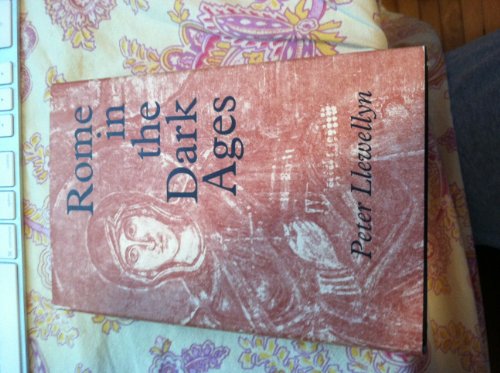 Rome
in
the
Dark
Ages
Peter Llewellyn